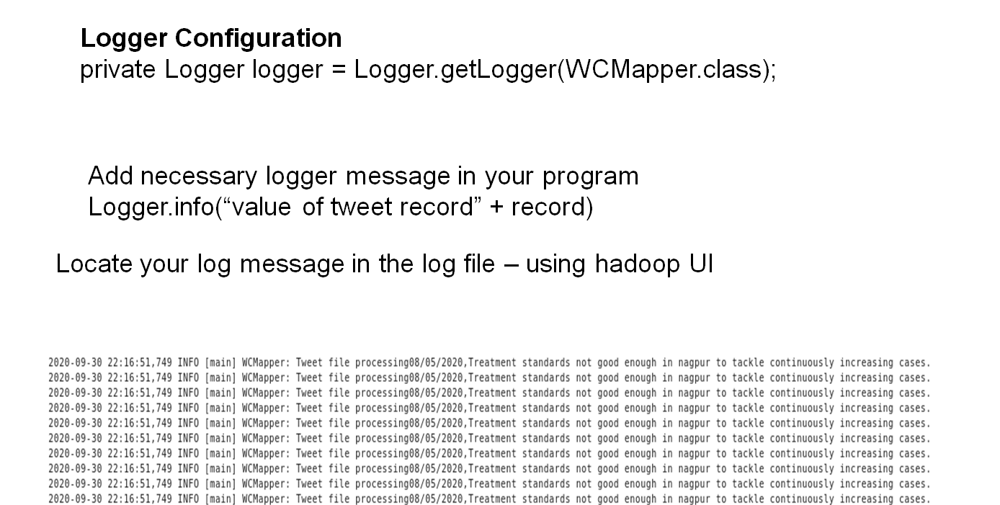 Logger Configuration
private Logger logger = Logger.getLogger(WCMapper.class);
Add necessary logger message in your program
Logger.info(“value of tweet record” + record)
Locate your log message in the log file – using hadoop UI
2020-09-30 22:16:51,749 INFO [main] WCMapper: Tweet file processing08/05/2020,Treatment standards not good enough in nagpur to tackle continuously increasing cases.
2020-09-30 22:16:51,749 INFO [main] WCMapper: Tweet file processing08/05/2020,Treatment standards not good enough in nagpur to tackle continuously increasing cases.
2020-09-30 22:16:51,749 INFO [main] WCMapper: Tweet file processing08/05/2020,Treatment standards not good enough in nagpur to tackle continuously increasing cases.
2020-09-30 22:16:51,749 INFO [main] WCMapper: Tweet file processing08/05/2020,Treatment standards not good enough in nagpur to tackle continuously increasing cases.
2020-09-30 22:16:51,749 INFO [main] WCMapper: Tweet file processing08/05/2020,Treatment standards not good enough in nagpur to tackle continuously increasing cases.
2020-09-30 22:16:51,749 INFO [main] WCMapper: Tweet file processing08/05/2020,Treatment standards not good enough in nagpur to tackle continuously increasing cases.
2020-09-30 22:16:51,749 INFO [main] WCMapper: Tweet file processing08/05/2020,Treatment standards not good enough in nagpur to tackle continuously increasing cases.
2020-09-30 22:16:51,749 INFO [main] WCMapper: Tweet file processing08/05/2020,Treatment standards not good enough in nagpur to tackle continuously increasing cases.
2020-09-30 22:16:51,749 INFO [main] WCMapper: Tweet file processing08/05/2020,Treatment standards not good enough in nagpur to tackle continuously increasing cases.
2020-09-30 22:16:51,749 INFO [main] WCMapper: Tweet file processing08/05/2020,Treatment standards not good enough in nagpur to tackle continuously increasing cases.